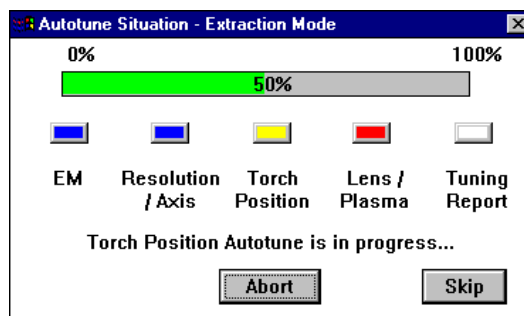 Autotune Situation - Extraction Mode
0% 100%
50%
EM Resolution / Axis Torch Position Lens / Plasma Tuning Report
Torch Position Autotune is in progress...
Abort Skip